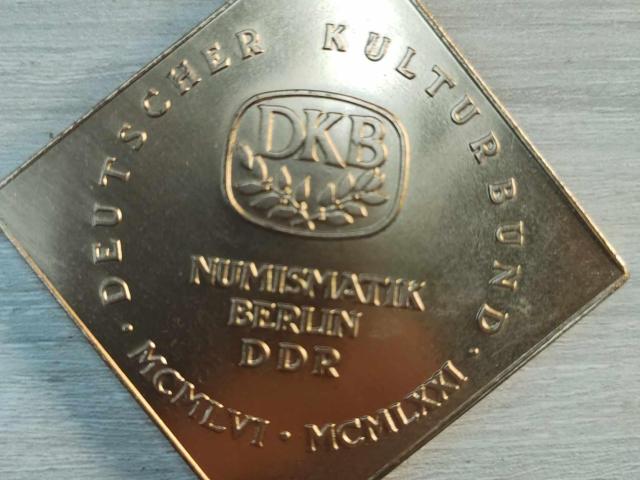 DEUTSCHER KULTURBUND
DKB
NUMISMATIK
BERLIN
DDR
· MCMLVI · MCMLXXI ·